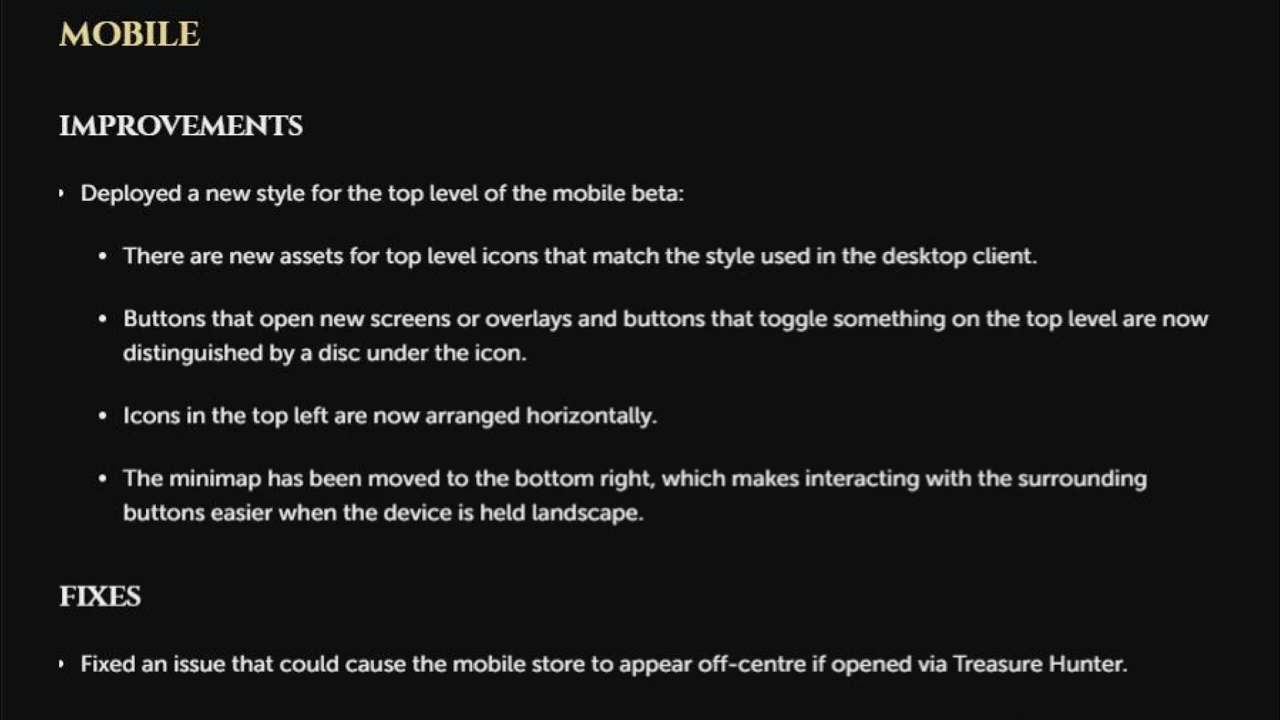 MOBILE
IMPROVEMENTS
Deployed a new style for the top level of the mobile beta:
There are new assets for top level icons that match the style used in the desktop client.
Buttons that open new screens or overlays and buttons that toggle something on the top level are now
distinguished by a disc under the icon.
Icons in the top left are now arranged horizontally.
The minimap has been moved to the bottom right, which makes interacting with the surrounding
buttons easier when the device is held landscape.
FIXES
Fixed an issue that could cause the mobile store to appear off-centre if opened via Treasure Hunter.